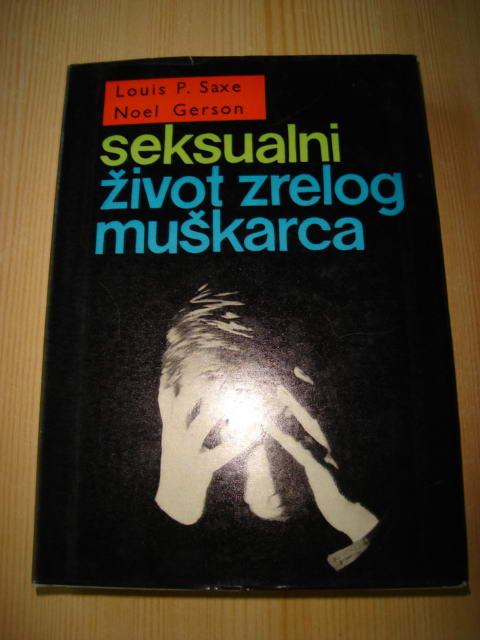 Louis P. Saxe
Noel Gerson
seksualni
život zrelog
muškarca